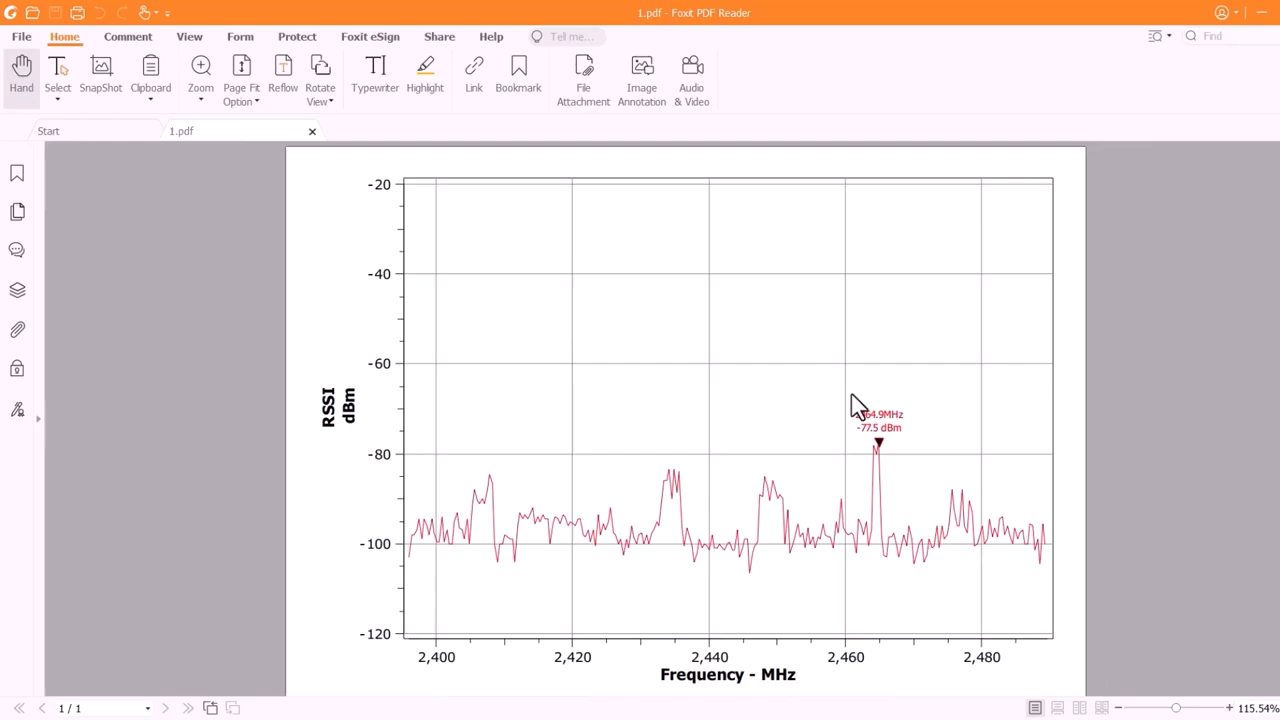 1.pdf - Foxit PDF Reader
File Home Comment View Form Protect Foxit eSign Share Help Tell me... Find
Hand Select SnapShot Clipboard Zoom Page Fit Option Reflow Rotate View Typewriter Highlight Link Bookmark File Attachment Image Annotation Audio & Video
Start 1.pdf
-20
-40
-60
RSSI
dBm
-77.5 dBm
-80
-100
-120
2,400 2,420 2,440 2,460 2,480
Frequency - MHz
1 / 1 115.54%